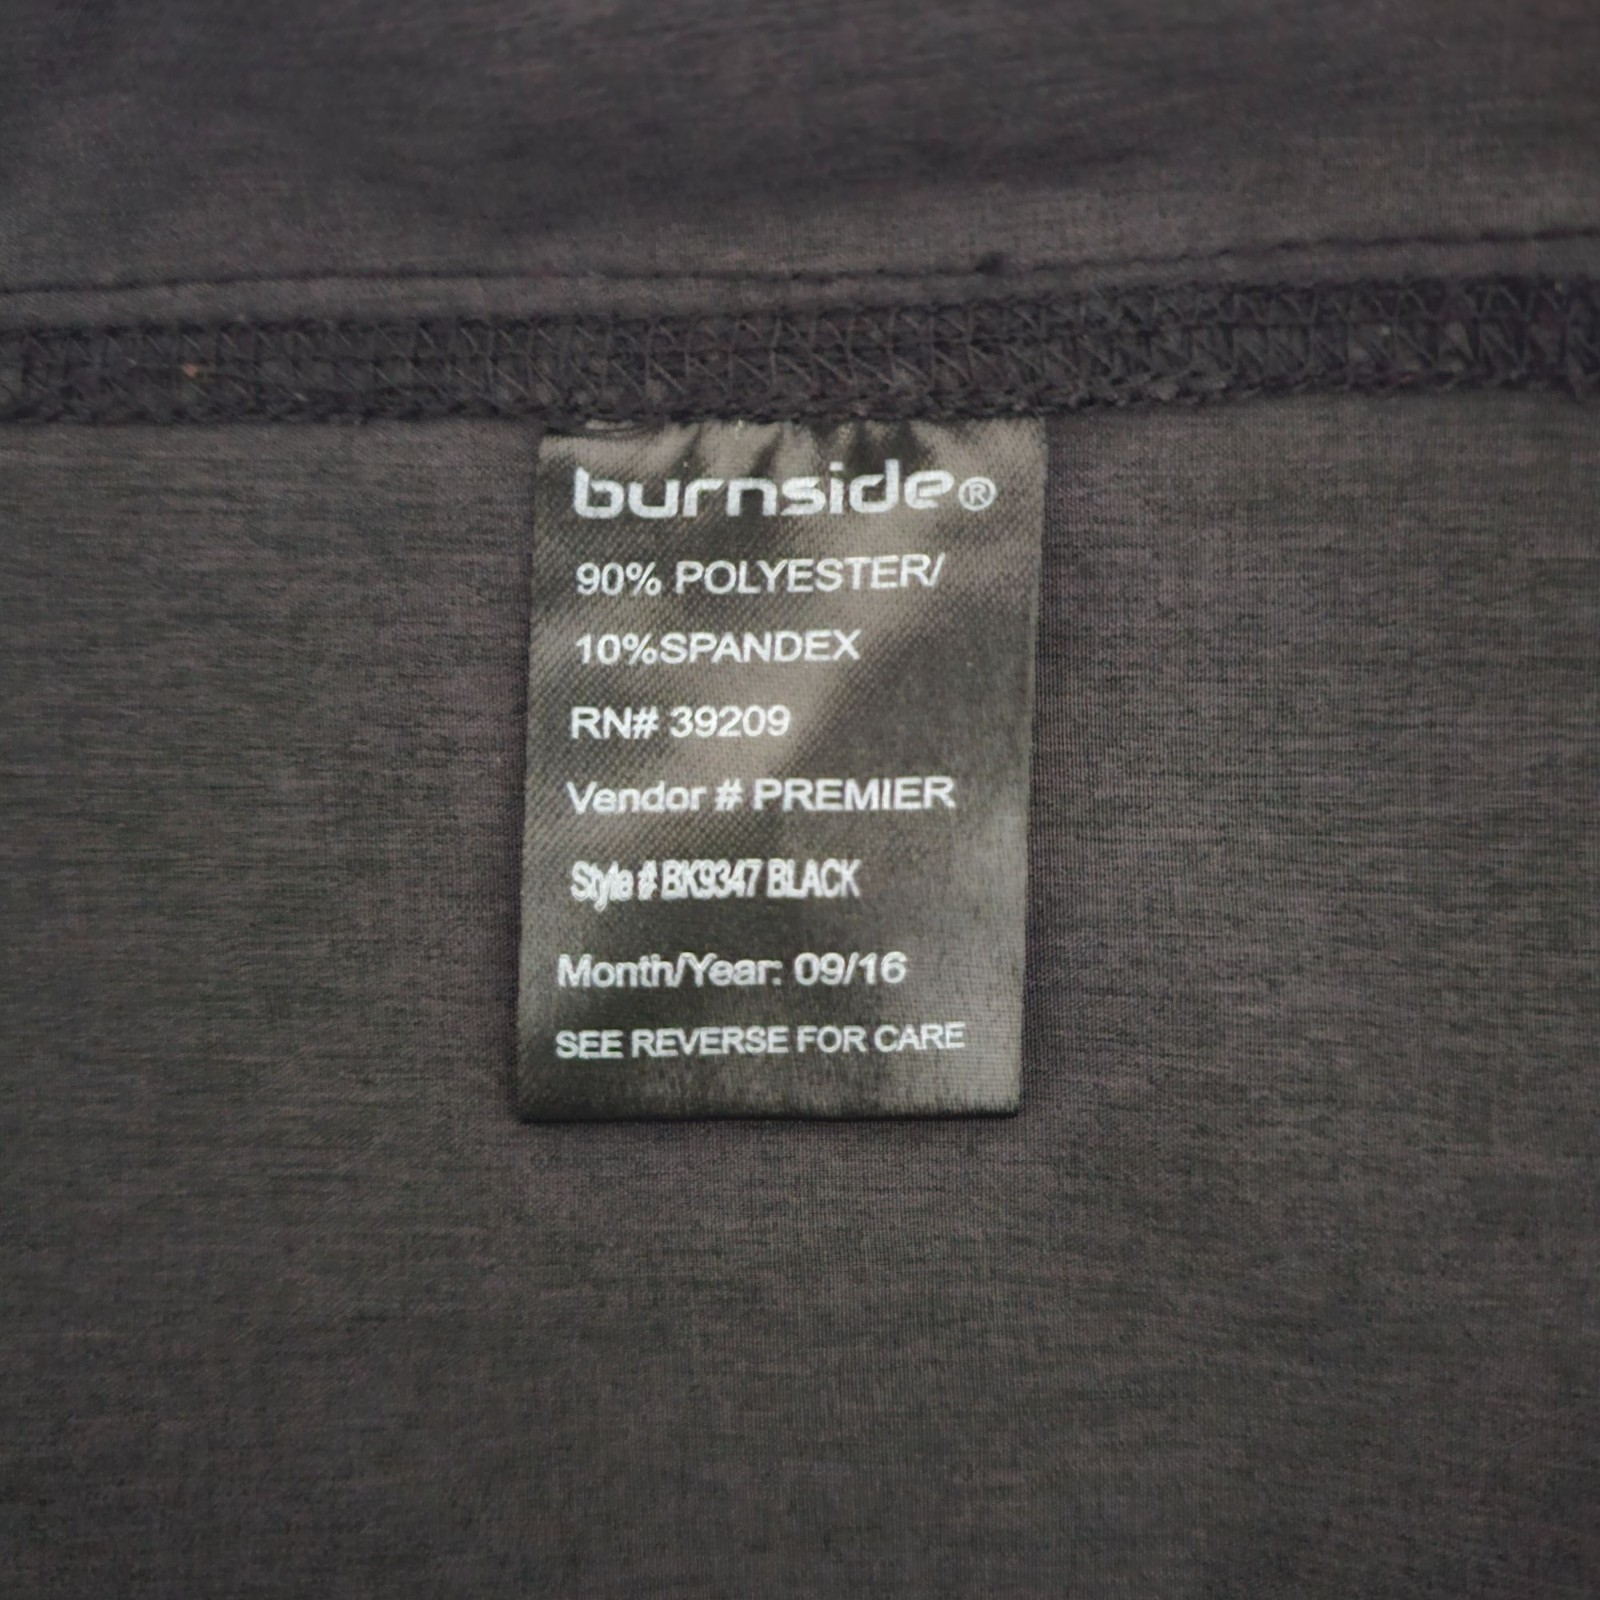 burnside®
90% POLYESTER/
10%SPANDEX
RN# 39209
Vendor # PREMIER
Style # BK9347 BLACK
Month/Year: 09/16
SEE REVERSE FOR CARE